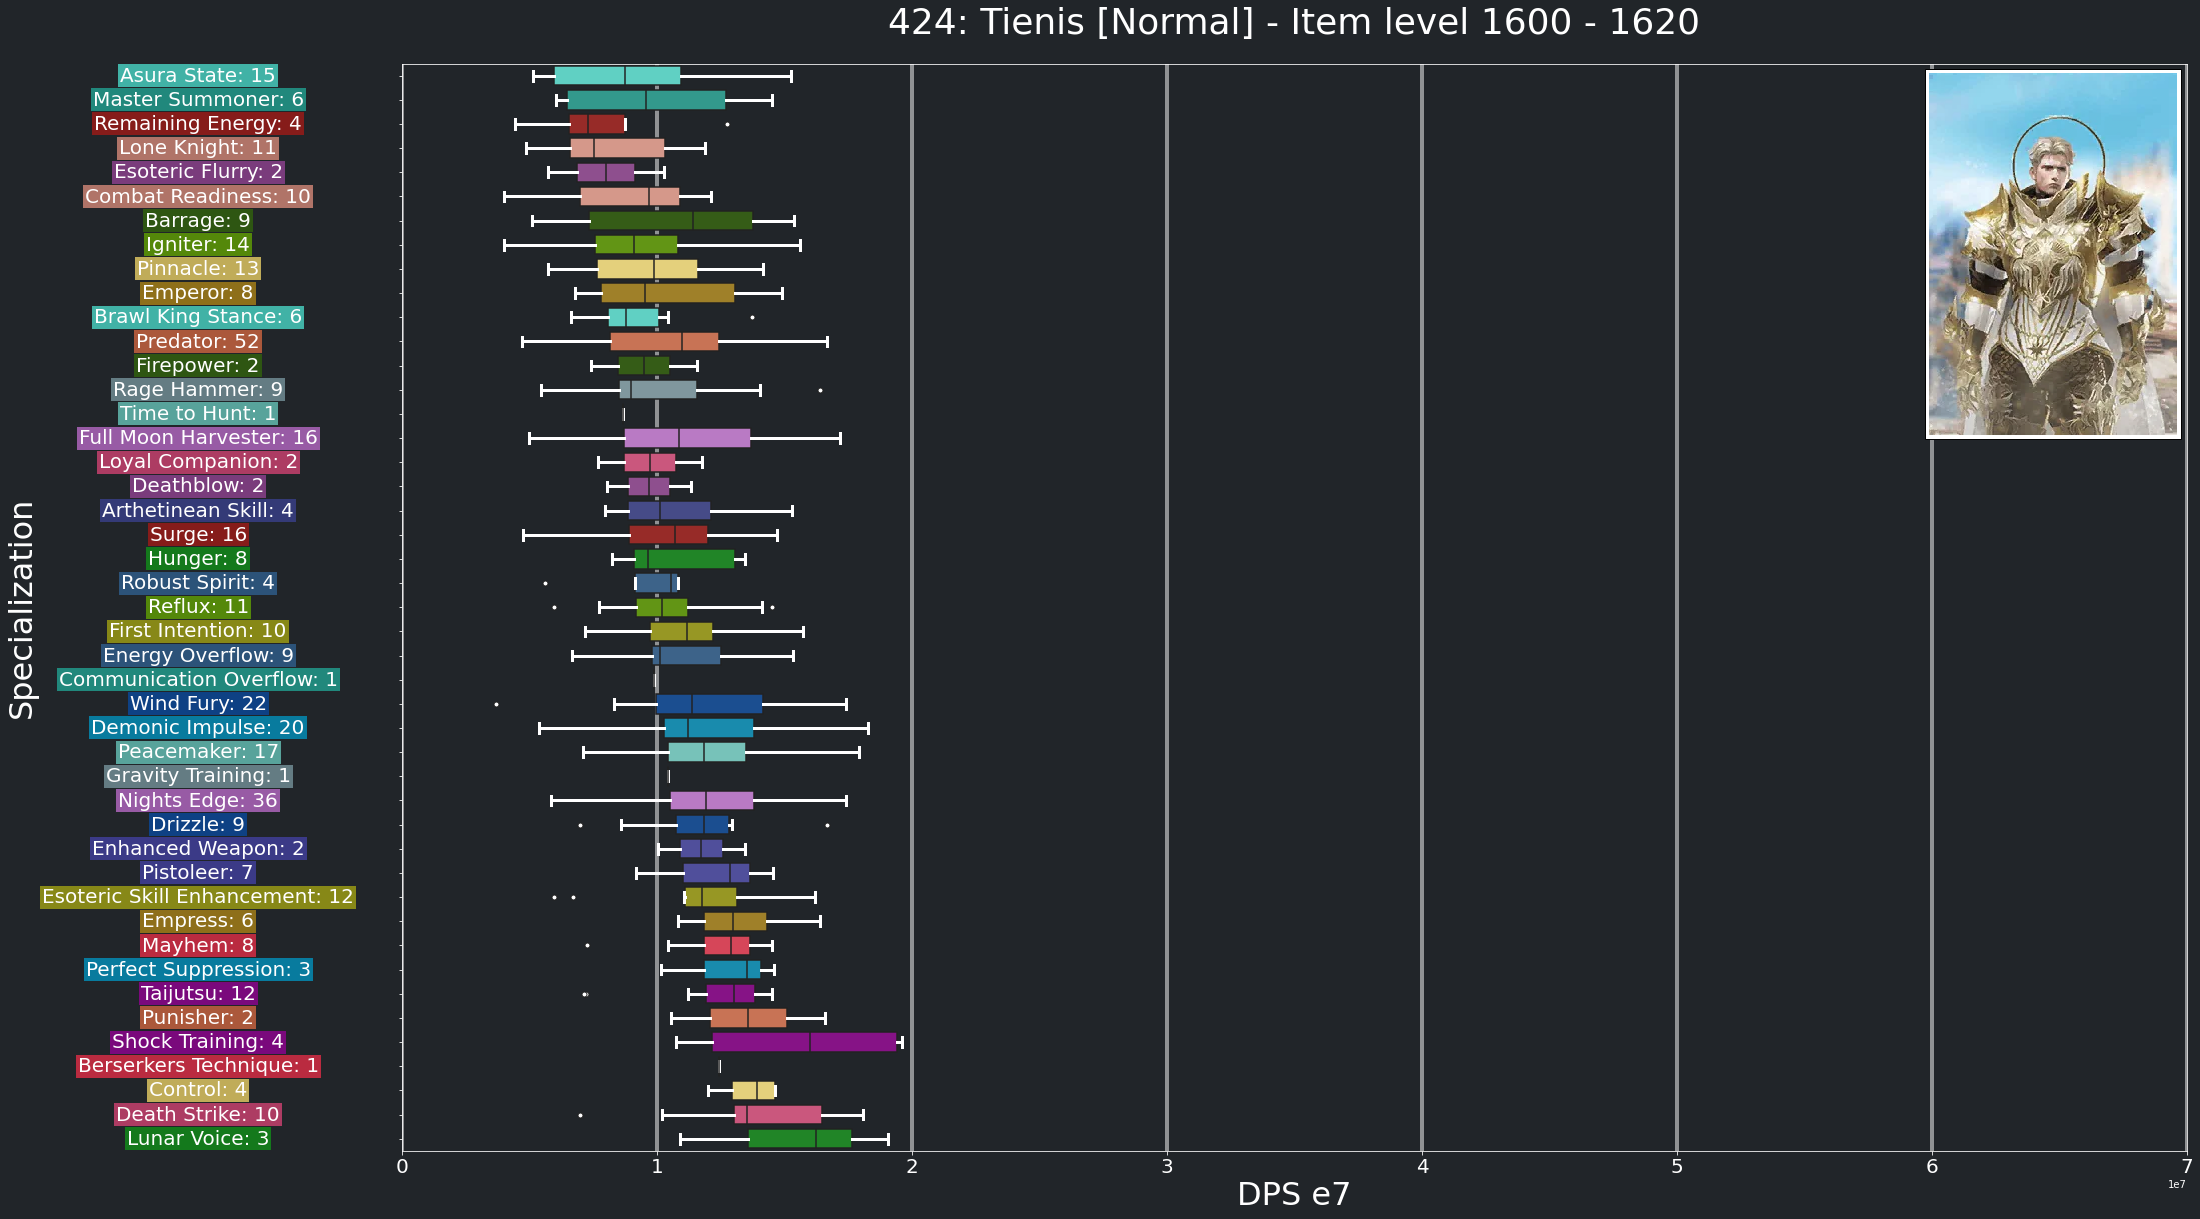 424: Tienis [Normal] - Item level 1600 - 1620
Specialization
Asura State: 15
Master Summoner: 6
Remaining Energy: 4
Lone Knight: 11
Esoteric Flurry: 2
Combat Readiness: 10
Barrage: 9
Igniter: 14
Pinnacle: 13
Emperor: 8
Brawl King Stance: 6
Predator: 52
Firepower: 2
Rage Hammer: 9
Time to Hunt: 1
Full Moon Harvester: 16
Loyal Companion: 2
Deathblow: 2
Arthetinean Skill: 4
Surge: 16
Hunger: 8
Robust Spirit: 4
Reflux: 11
First Intention: 10
Energy Overflow: 9
Communication Overflow: 1
Wind Fury: 22
Demonic Impulse: 20
Peacemaker: 17
Gravity Training: 1
Nights Edge: 36
Drizzle: 9
Enhanced Weapon: 2
Pistoleer: 7
Esoteric Skill Enhancement: 12
Empress: 6
Mayhem: 8
Perfect Suppression: 3
Taijutsu: 12
Punisher: 2
Shock Training: 4
Berserkers Technique: 1
Control: 4
Death Strike: 10
Lunar Voice: 3
0 1 2 3 4 5 6 7
1e7
DPS e7